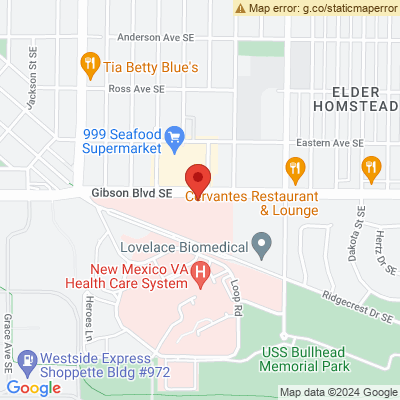 Map error: g.co/staticmaperror
Anderson Ave SE
Jackson St SE
Tia Betty Blue's
Ross Ave SE
ELDER
HOMSTEAD
999 Seafood
Supermarket
Eastern Ave SE
Gibson Blvd SE
Cervantes Restaurant
& Lounge
Dakota St SE
Hertz Dr SE
Lovelace Biomedical
New Mexico VA
Health Care System
H
Loop Rd
Ridgecrest Dr SE
Heroes Ln
Grace Ave SE
Westside Express
Shoppette Bldg #972
USS Bullhead
Memorial Park
Google
Map data ©2024 Google